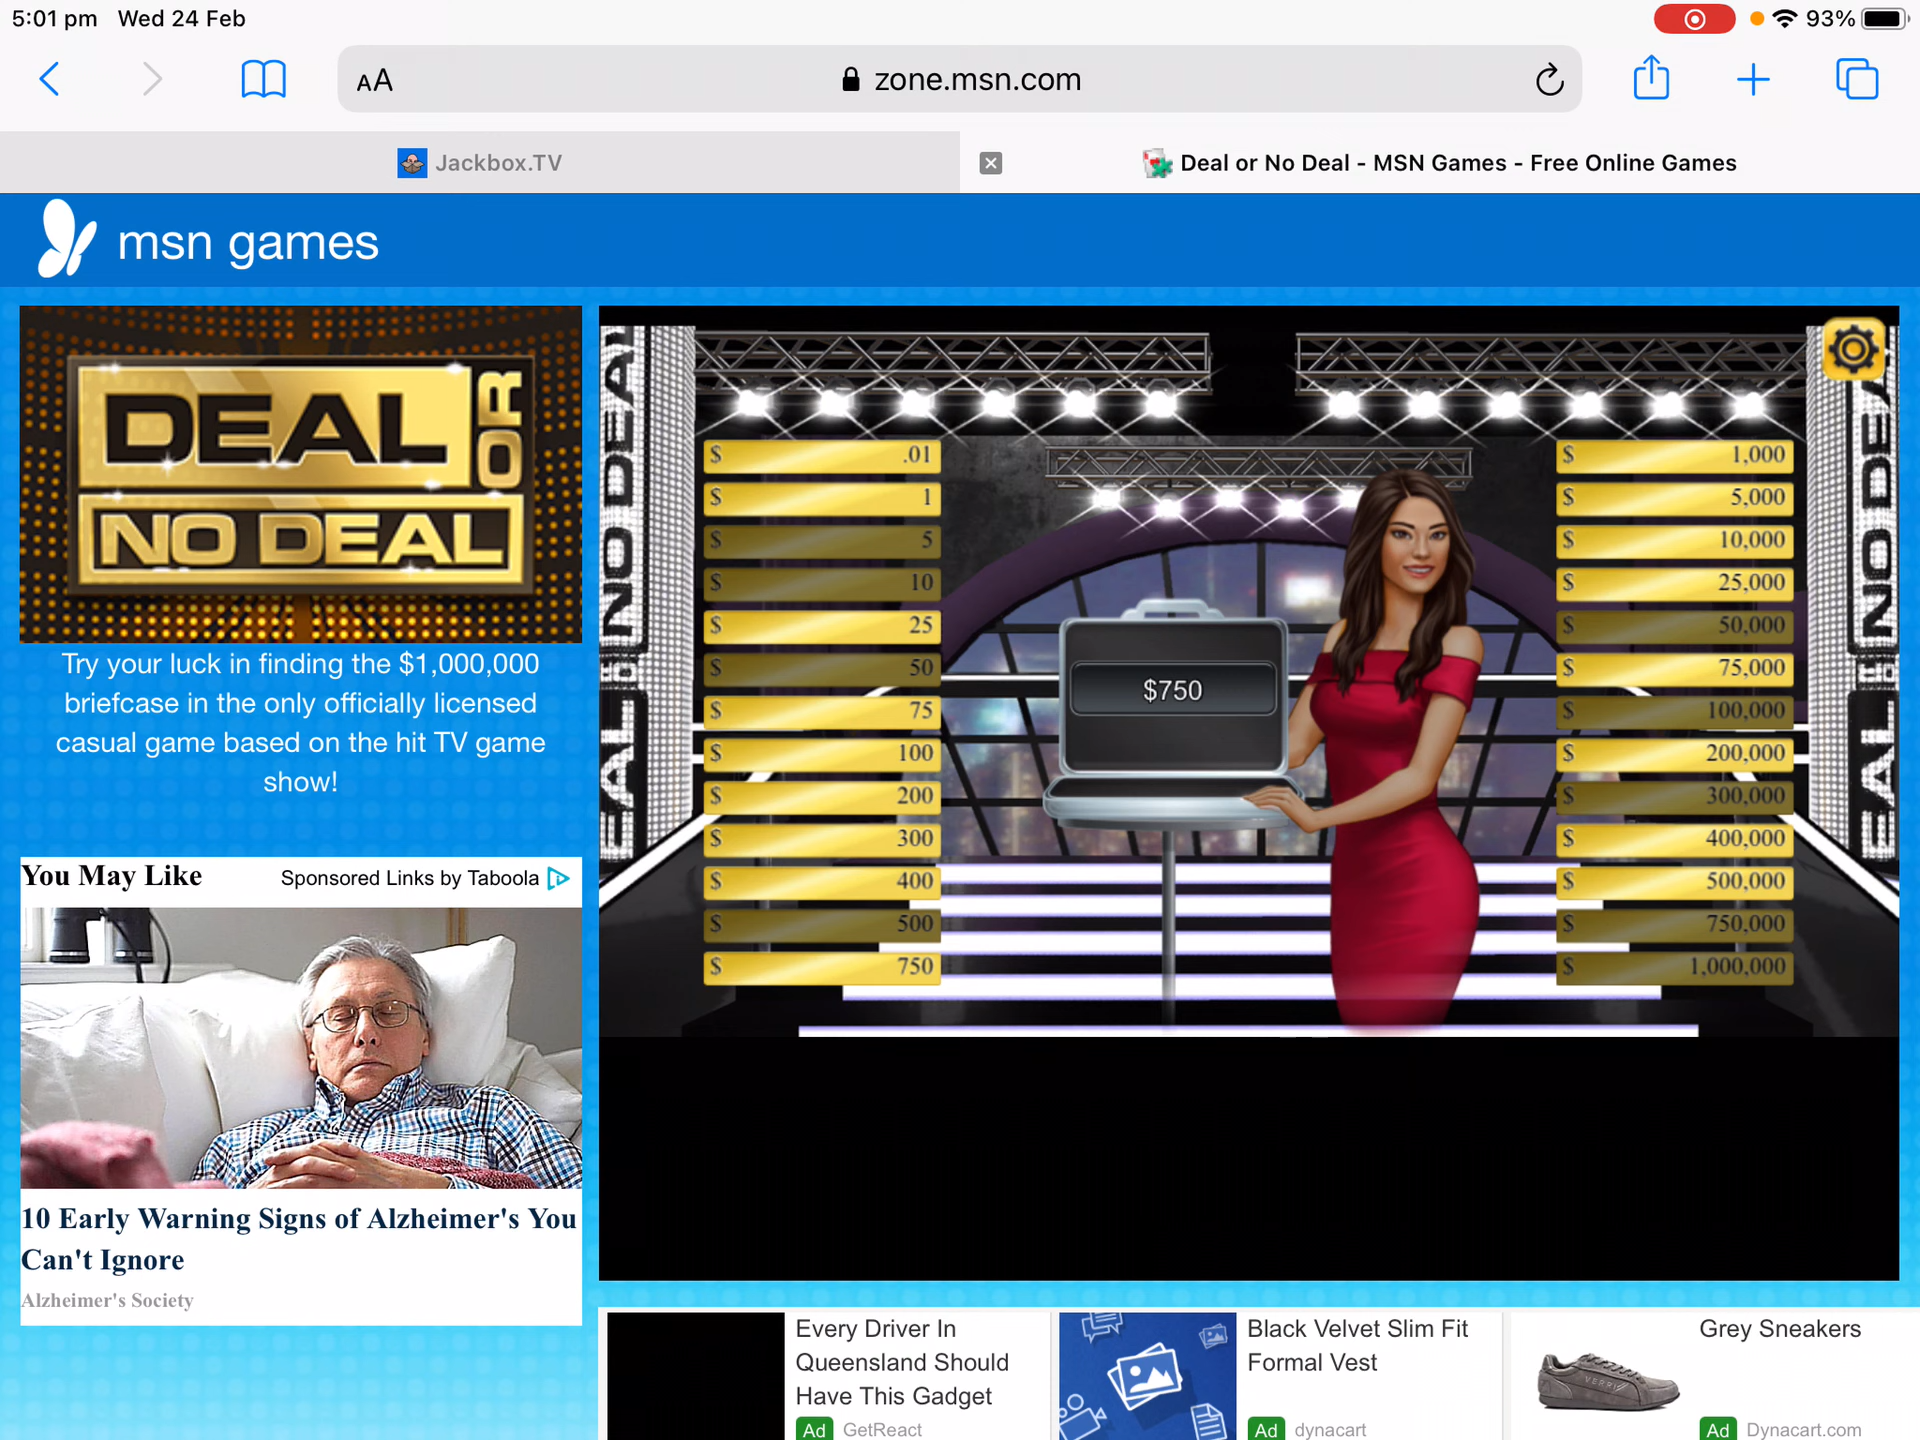 5:01 pm Wed 24 Feb
93%
AA
zone.msn.com
Jackbox.TV
Deal or No Deal - MSN Games - Free Online Games
msn games
DEAL OR
NO DEAL
Try your luck in finding the $1,000,000
briefcase in the only officially licensed
casual game based on the hit TV game
show!
You May Like
Sponsored Links by Taboola
10 Early Warning Signs of Alzheimer's You
Can't Ignore
Alzheimer's Society
$ .01
$ 1
$ 5
$ 10
$ 25
$ 50
$ 75
$ 100
$ 200
$ 300
$ 400
$ 500
$ 750
$750
$ 1,000
$ 5,000
$ 10,000
$ 25,000
$ 50,000
$ 75,000
$ 100,000
$ 200,000
$ 300,000
$ 400,000
$ 500,000
$ 750,000
$ 1,000,000
NO DEAL
NO DEAL
Every Driver In
Queensland Should
Have This Gadget
Ad GetReact
Black Velvet Slim Fit
Formal Vest
Ad dynacart
Grey Sneakers
Ad Dynacart.com